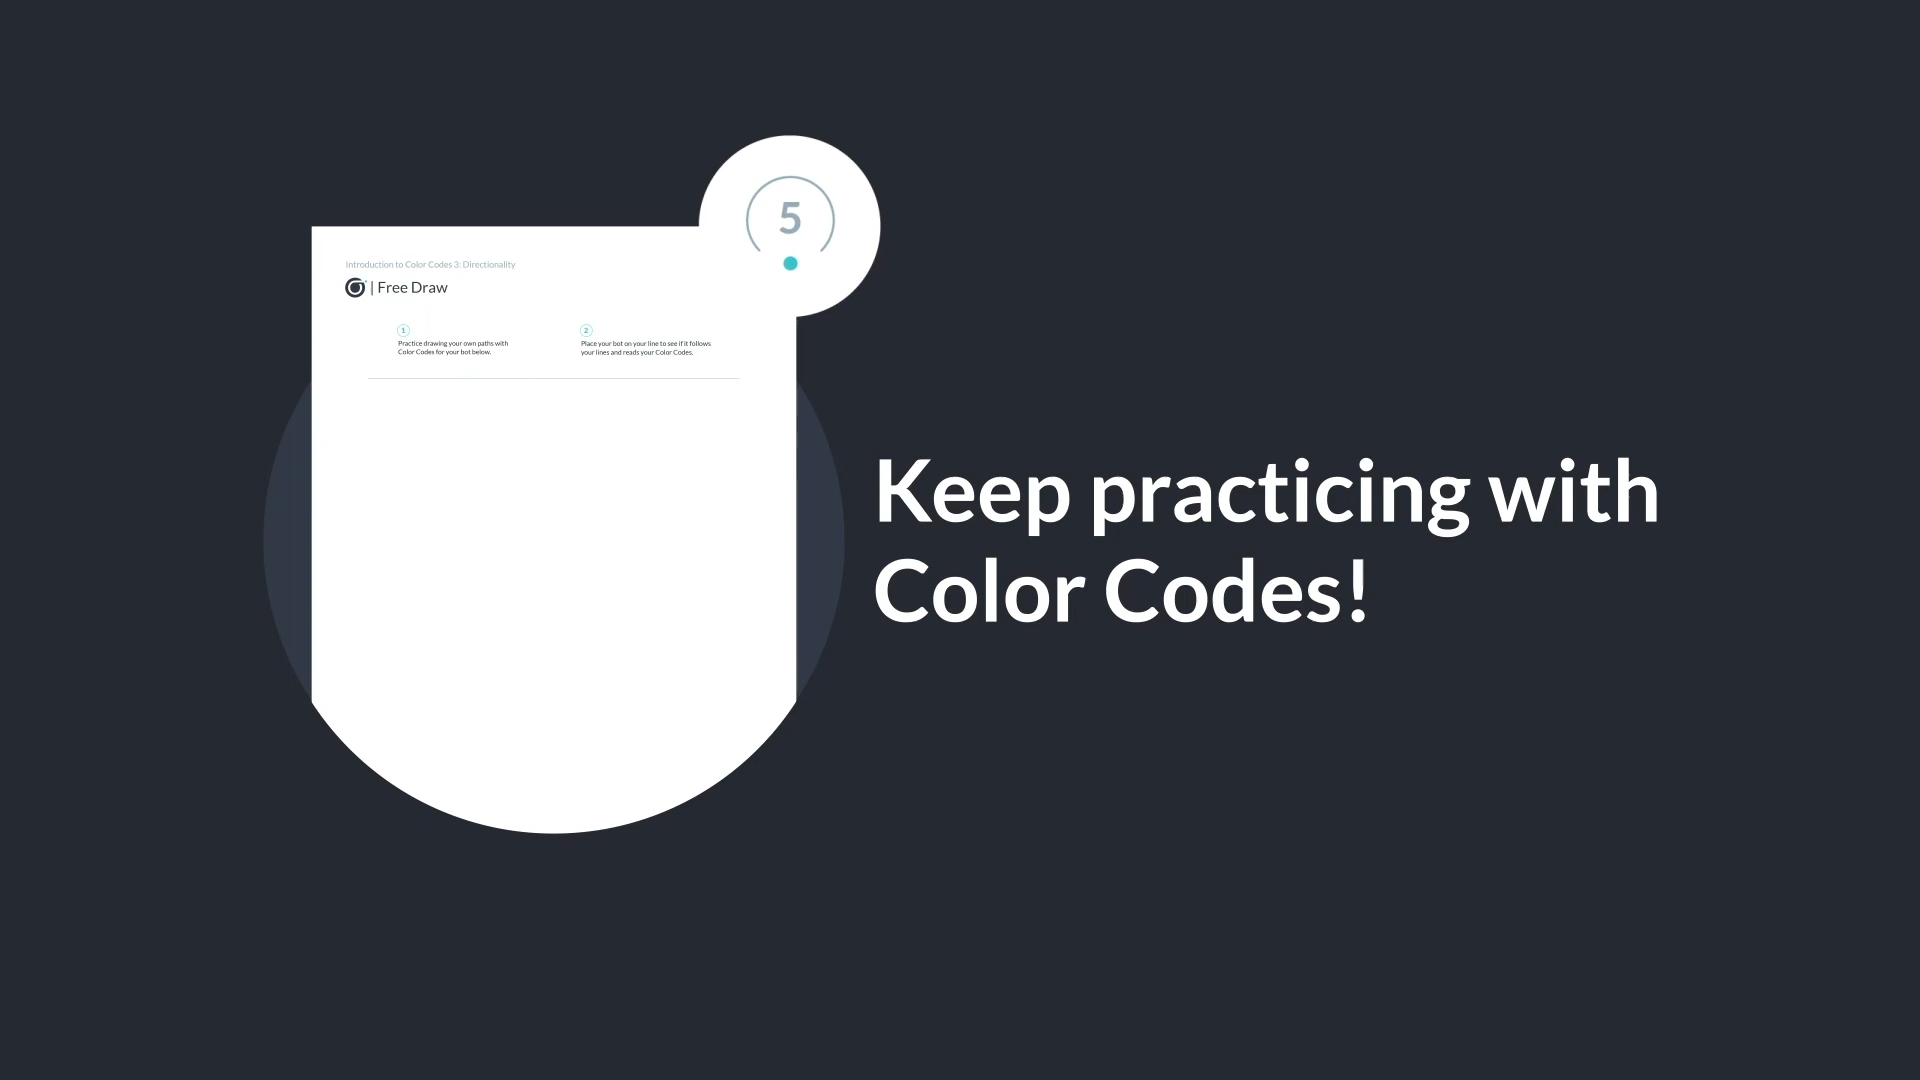 5
Introduction to Color Codes 3: Directionality
| Free Draw
1
Practice drawing your own paths with
Color Codes for your bot below.
2
Place your bot on your line to see if it follows
your lines and reads your Color Codes.
Keep practicing with
Color Codes!